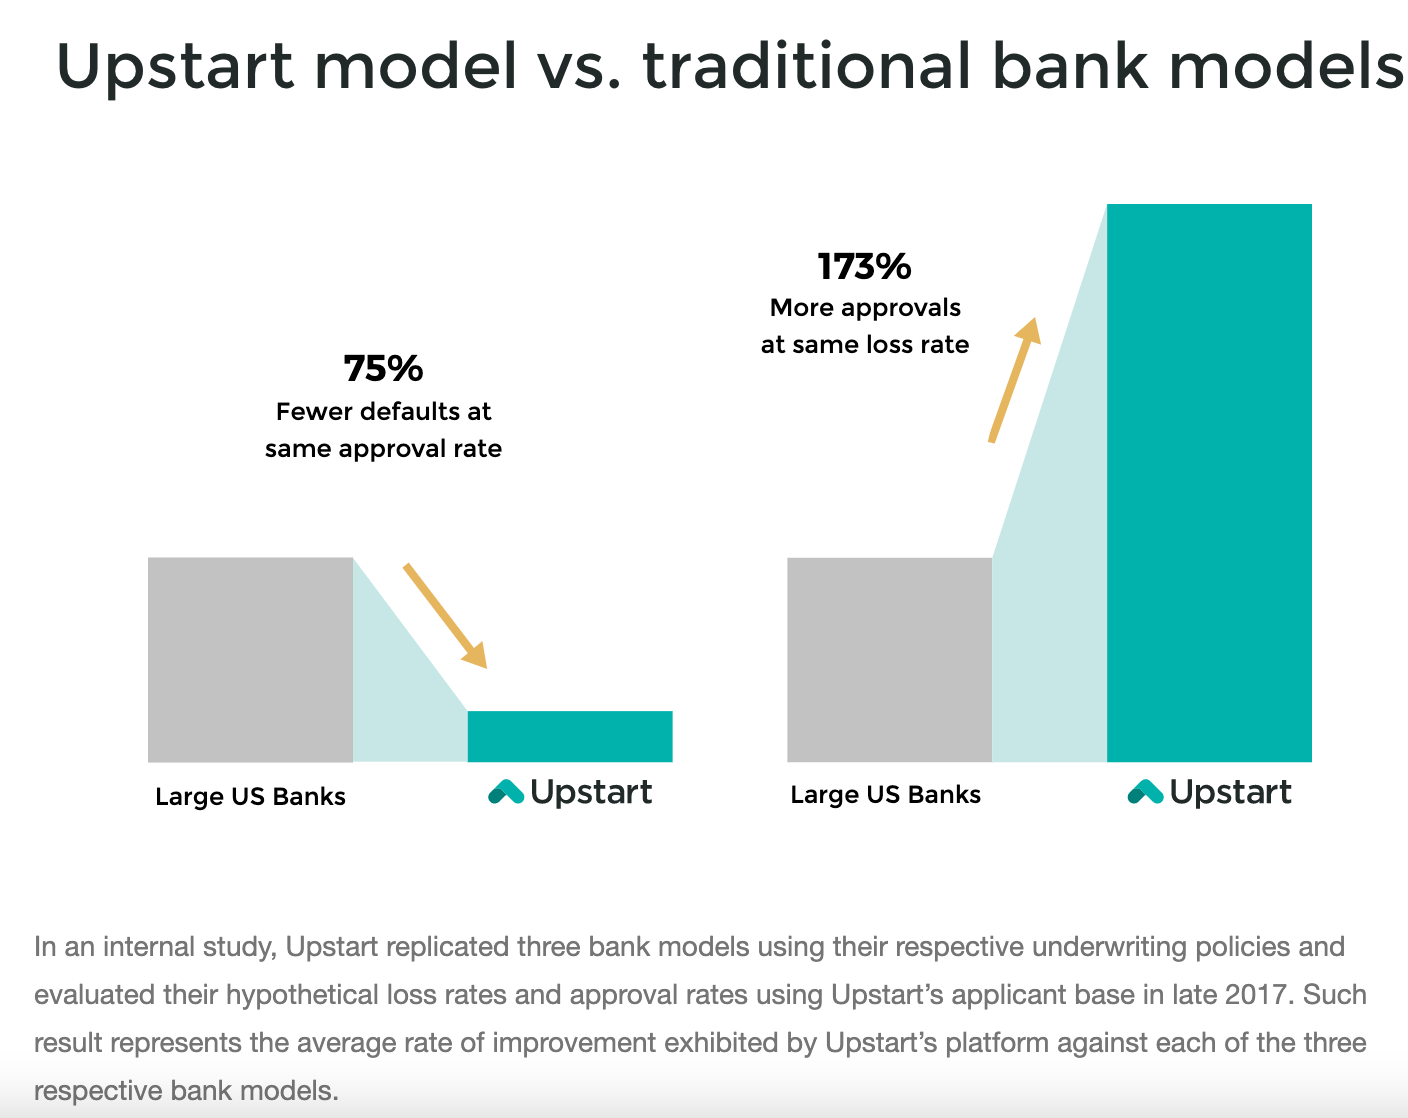 Upstart model vs. traditional bank models
173%
More approvals
at same loss rate
75%
Fewer defaults at
same approval rate
Large US Banks
Upstart
Large US Banks
Upstart
In an internal study, Upstart replicated three bank models using their respective underwriting policies and
evaluated their hypothetical loss rates and approval rates using Upstart’s applicant base in late 2017. Such
result represents the average rate of improvement exhibited by Upstart’s platform against each of the three
respective bank models.